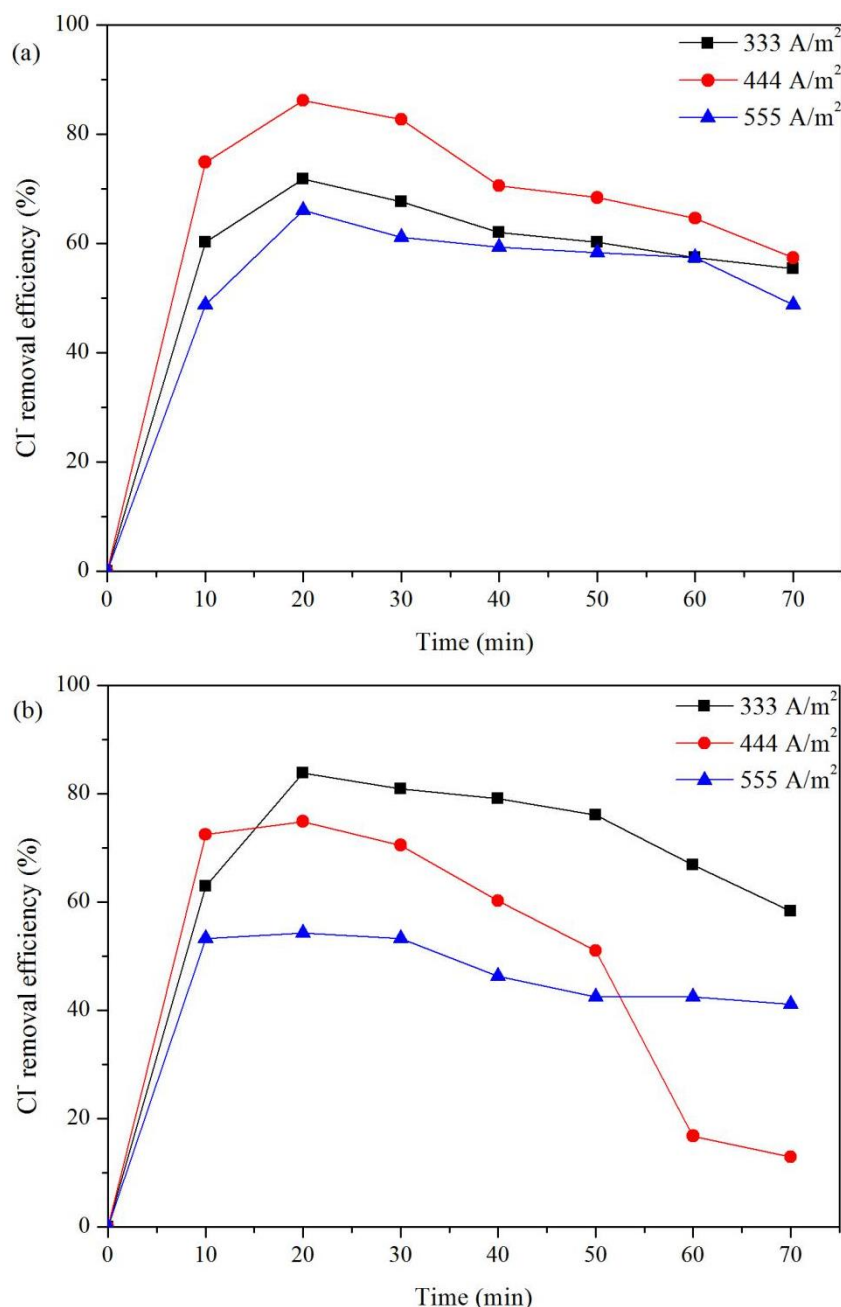 (a)
100
80
60
40
20
0
Cl⁻ removal efficiency (%)
333 A/m²
444 A/m²
555 A/m²
0 10 20 30 40 50 60 70
Time (min)
(b)
100
80
60
40
20
0
Cl⁻ removal efficiency (%)
333 A/m²
444 A/m²
555 A/m²
0 10 20 30 40 50 60 70
Time (min)